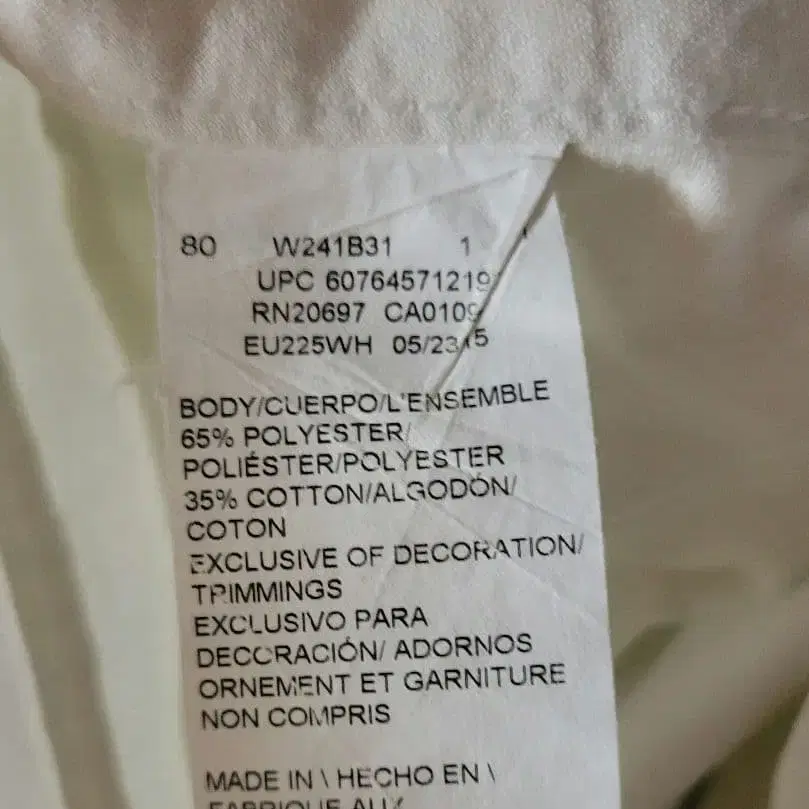 80 W241B31 1
UPC 60764571219
RN20697 CA0109
EU225WH 05/23
BODY/CUERPO/L'ENSEMBLE
65% POLYESTER/
POLIÉSTER/POLYESTER
35% COTTON/ALGODÓN/
COTON
EXCLUSIVE OF DECORATION/
TRIMMINGS
EXCLUSIVO PARA
DECORACIÓN/ ADORNOS
ORNEMENT ET GARNITURE
NON COMPRIS
MADE IN \ HECHO EN \
FABRIQUE AUX